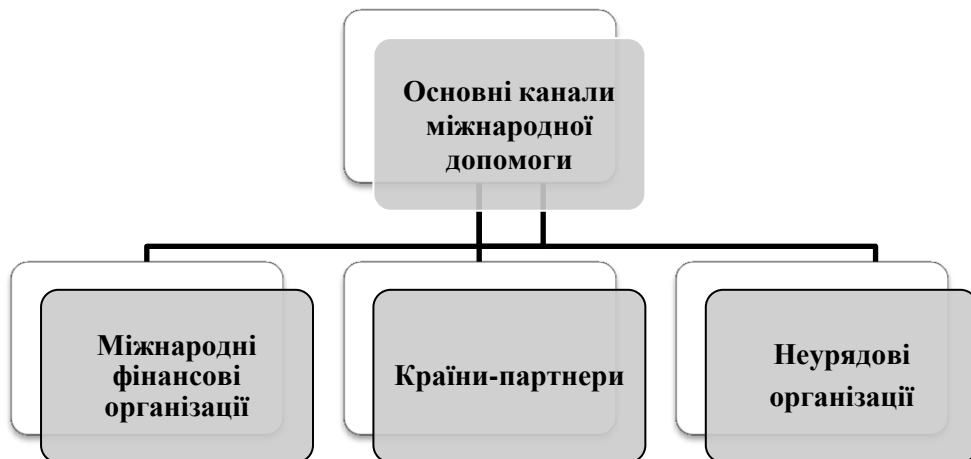 Основні канали
міжнародної
допомоги
Міжнародні
фінансові
організації
Країни-партнери
Неурядові
організації